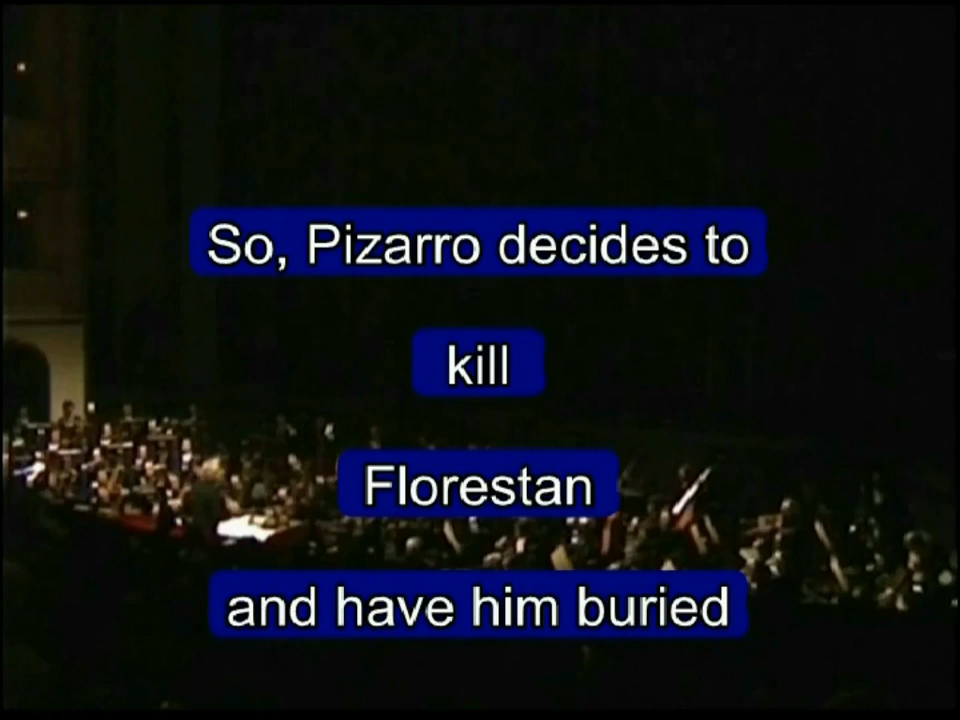 So, Pizarro decides to
kill
Florestan
and have him buried